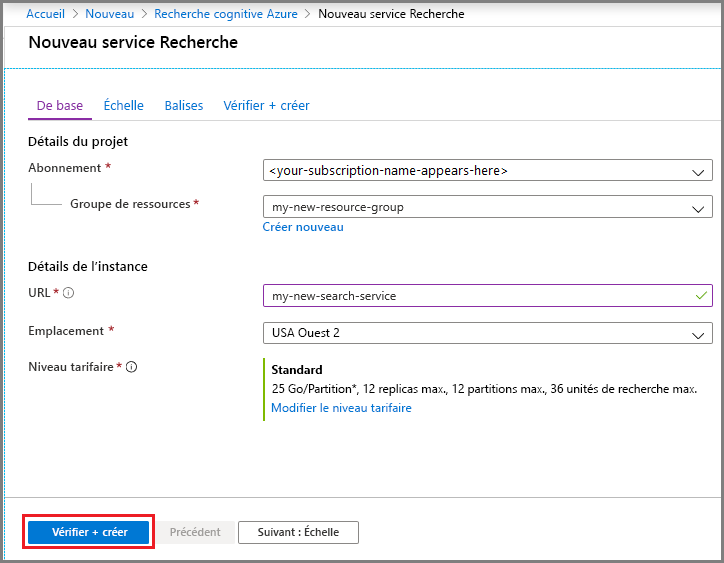 Accueil > Nouveau > Recherche cognitive Azure > Nouveau service Recherche
Nouveau service Recherche
De base Échelle Balises Vérifier + créer
Détails du projet
Abonnement * <your-subscription-name-appears-here>
Groupe de ressources * my-new-resource-group
Créer nouveau
Détails de l’instance
URL * my-new-search-service
Emplacement * USA Ouest 2
Niveau tarifaire * Standard
25 Go/Partition*, 12 replicas max., 12 partitions max., 36 unités de recherche max.
Modifier le niveau tarifaire
Vérifier + créer Précédent Suivant : Échelle